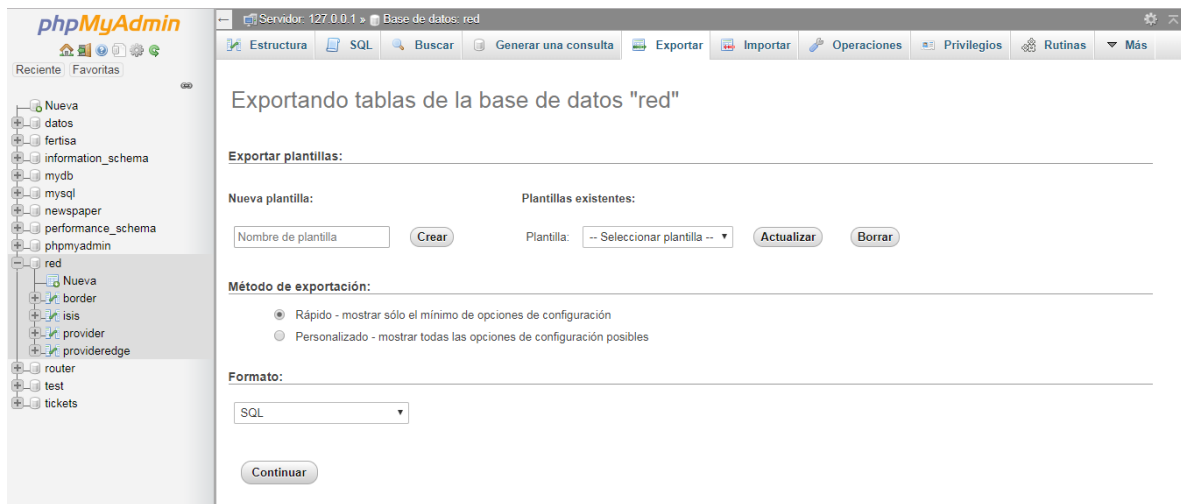 phpMyAdmin
Reciente Favoritas
Nueva
datos
fertisa
information_schema
mydb
mysql
newspaper
performance_schema
phpmyadmin
red
Nueva
border
isis
provider
provideredge
router
test
tickets
Servidor: 127.0.0.1 » Base de datos: red
Estructura SQL Buscar Generar una consulta Exportar Importar Operaciones Privilegios Rutinas Más
Exportando tablas de la base de datos "red"
Exportar plantillas:
Nueva plantilla: Plantillas existentes:
Nombre de plantilla Crear Plantilla: -- Seleccionar plantilla -- Actualizar Borrar
Método de exportación:
Rápido - mostrar sólo el mínimo de opciones de configuración
Personalizado - mostrar todas las opciones de configuración posibles
Formato:
SQL
Continuar